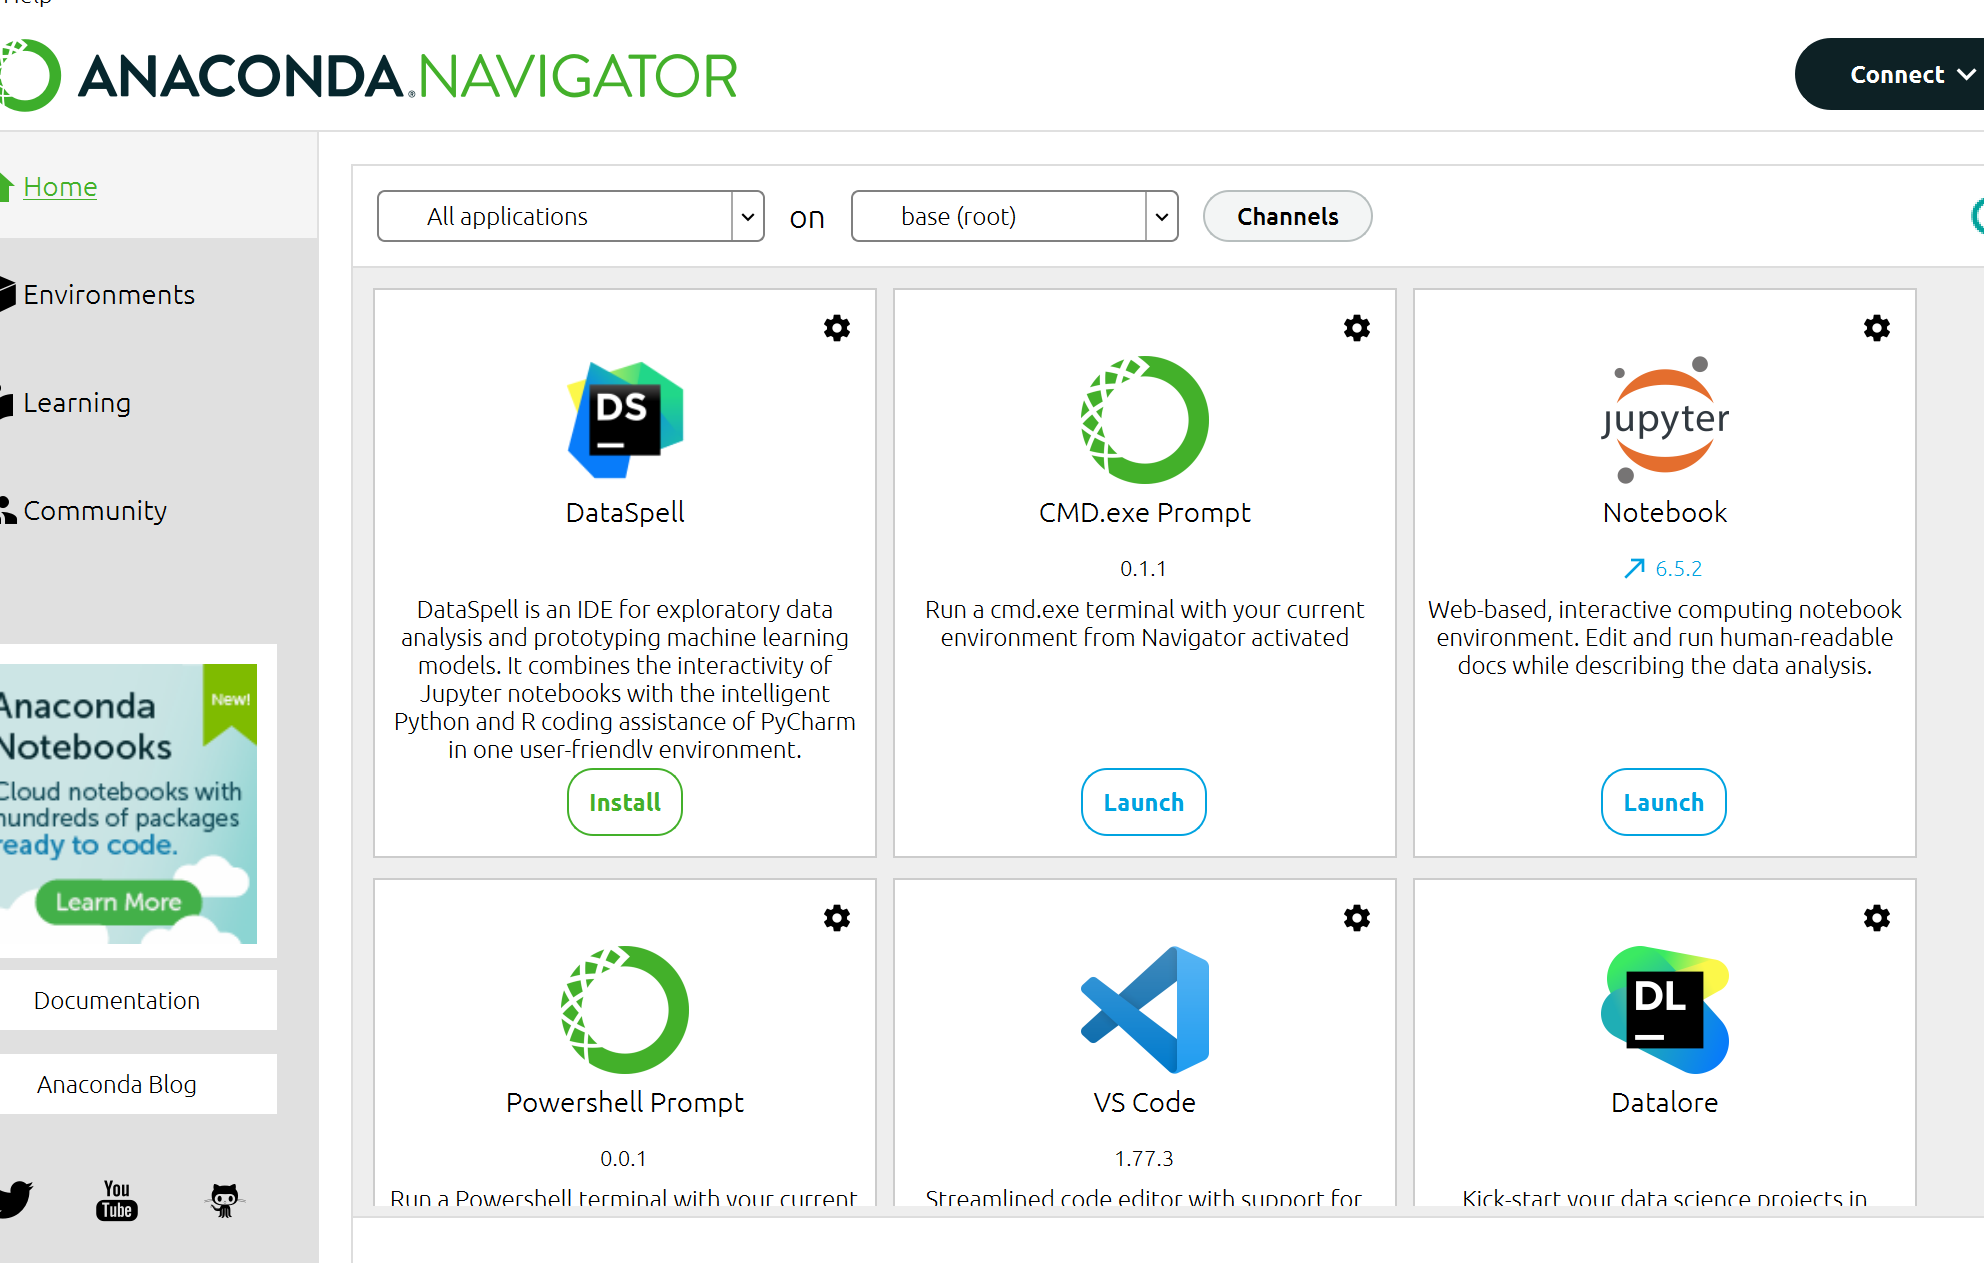 Help
ANACONDA.NAVIGATOR
Connect
Home
Environments
Learning
Community
Anaconda
Notebooks
New!
Cloud notebooks with
hundreds of packages
ready to code.
Learn More
Documentation
Anaconda Blog
You
Tube
All applications
on
base (root)
Channels
DS
DataSpell
DataSpell is an IDE for exploratory data
analysis and prototyping machine learning
models. It combines the interactivity of
Jupyter notebooks with the intelligent
Python and R coding assistance of PyCharm
in one user-friendly environment.
Install
CMD.exe Prompt
0.1.1
Run a cmd.exe terminal with your current
environment from Navigator activated
Launch
jupyter
Notebook
6.5.2
Web-based, interactive computing notebook
environment. Edit and run human-readable
docs while describing the data analysis.
Launch
Powershell Prompt
0.0.1
Run a Powershell terminal with your current
VS Code
1.77.3
Streamlined code editor with support for
DL
Datalore
Kick-start your data science projects in